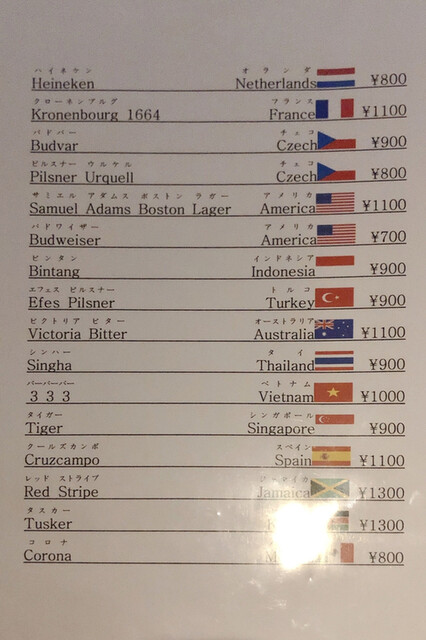 ハイネケン オランダ
Heineken Netherlands ¥800
クローネンブルグ フランス
Kronenbourg 1664 France ¥1100
バドバー チェコ
Budvar Czech ¥900
ピルスナー ウルケル チェコ
Pilsner Urquell Czech ¥800
サミエル アダムス ボストン ラガー アメリカ
Samuel Adams Boston Lager America ¥1100
バドワイザー アメリカ
Budweiser America ¥700
ビンタン インドネシア
Bintang Indonesia ¥900
エフェス ピルスナー トルコ
Efes Pilsner Turkey ¥900
ビクトリア ビター オーストラリア
Victoria Bitter Australia ¥1100
シンハー タイ
Singha Thailand ¥900
バーバーバー ベトナム
３３３ Vietnam ¥1000
タイガー シンガポール
Tiger Singapore ¥900
クールズカンポ スペイン
Cruzcampo Spain ¥1100
レッド ストライプ
Red Stripe Jamaica ¥1300
タスカー
Tusker ¥1300
コロナ
Corona ¥800